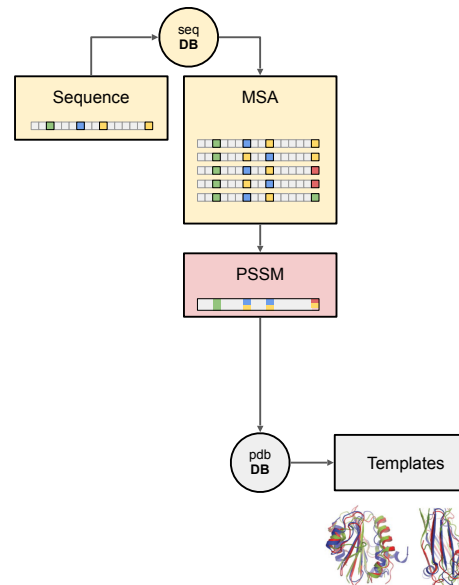 seq
DB
Sequence
MSA
PSSM
pdb
DB
Templates